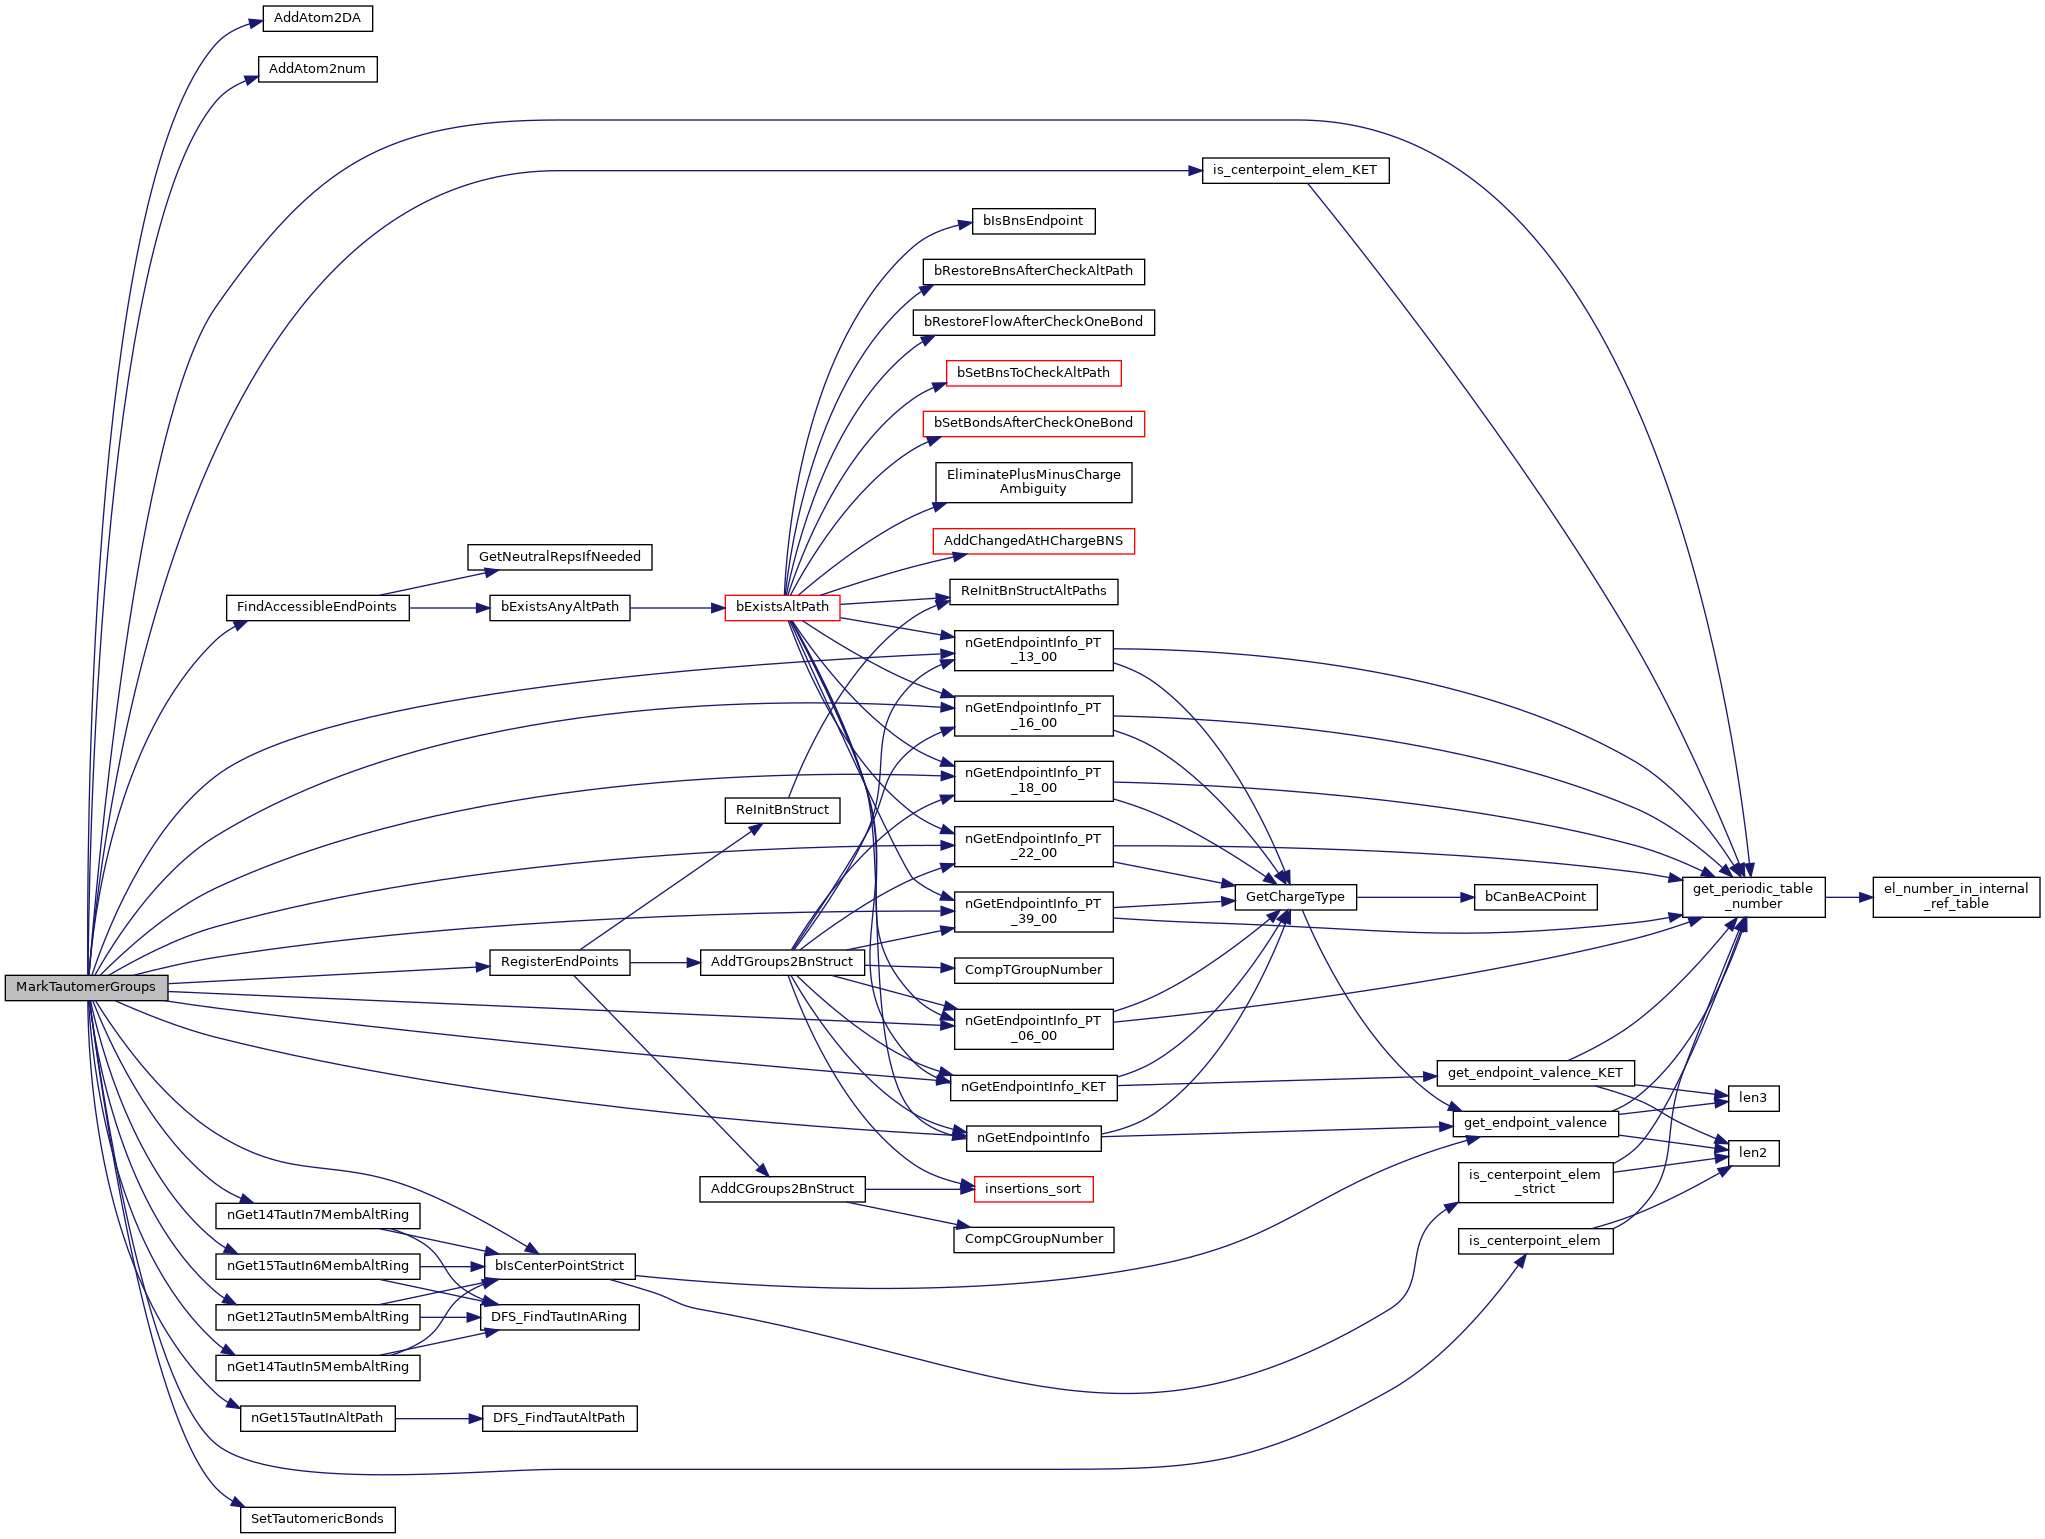 AddAtom2DA
AddAtom2num
is_centerpoint_elem_KET
bIsBnsEndpoint
bRestoreBnsAfterCheckAltPath
bRestoreFlowAfterCheckOneBond
bSetBnsToCheckAltPath
bSetBondsAfterCheckOneBond
EliminatePlusMinusCharge
Ambiguity
AddChangedAtHChargeBNS
GetNeutralRepsIfNeeded
ReInitBnStructAltPaths
FindAccessibleEndPoints
bExistsAnyAltPath
bExistsAltPath
nGetEndpointInfo_PT
_13_00
nGetEndpointInfo_PT
_16_00
nGetEndpointInfo_PT
_18_00
ReInitBnStruct
nGetEndpointInfo_PT
_22_00
nGetEndpointInfo_PT
_39_00
GetChargeType
bCanBeACPoint
get_periodic_table
_number
el_number_in_internal
_ref_table
RegisterEndPoints
AddTGroups2BnStruct
CompTGroupNumber
MarkTautomerGroups
nGetEndpointInfo_PT
_06_00
nGetEndpointInfo_KET
get_endpoint_valence_KET
len3
nGetEndpointInfo
get_endpoint_valence
len2
AddCGroups2BnStruct
insertions_sort
is_centerpoint_elem
_strict
nGet14TautIn7MembAltRing
CompCGroupNumber
is_centerpoint_elem
nGet15TautIn6MembAltRing
bIsCenterPointStrict
nGet12TautIn5MembAltRing
DFS_FindTautInARing
nGet14TautIn5MembAltRing
nGet15TautInAltPath
DFS_FindTautAltPath
SetTautomericBonds